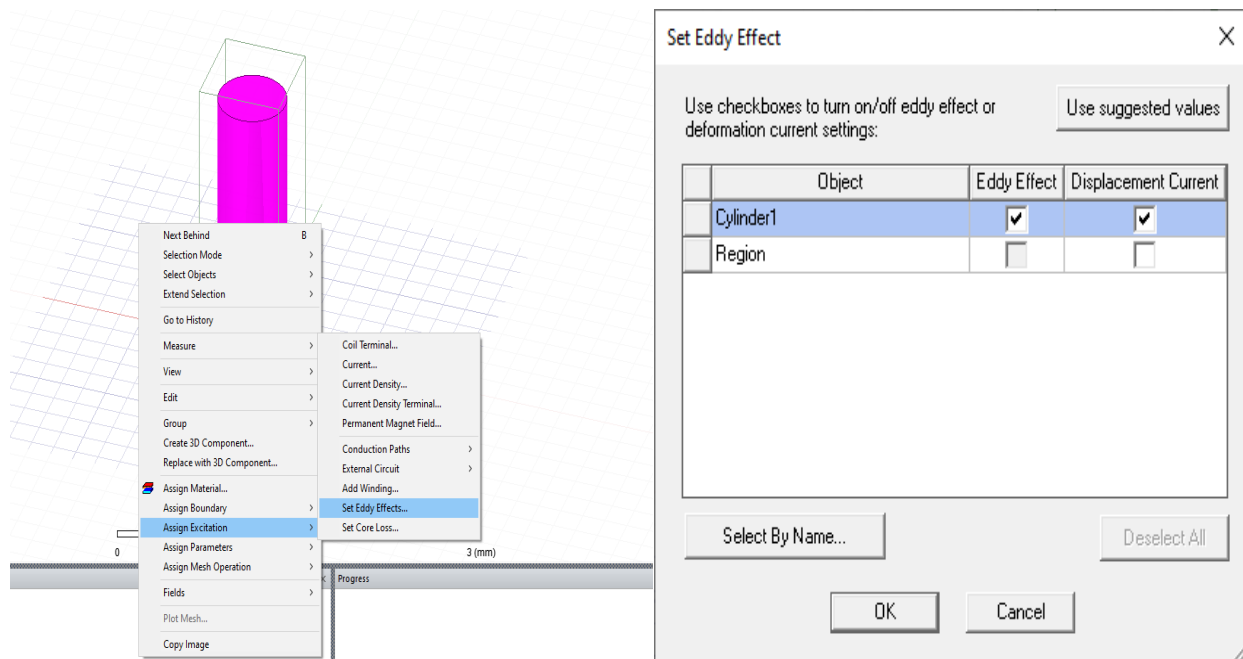 Next Behind B
Selection Mode
Select Objects
Extend Selection
Go to History
Measure
View
Edit
Group
Create 3D Component...
Replace with 3D Component...
Assign Material...
Assign Boundary
Assign Excitation
Assign Parameters
Assign Mesh Operation
Fields
Plot Mesh...
Copy Image
Coil Terminal...
Current...
Current Density...
Current Density Terminal...
Permanent Magnet Field...
Conduction Paths
External Circuit
Add Winding...
Set Eddy Effects...
Set Core Loss...
0
3 (mm)
Progress
Set Eddy Effect
Use checkboxes to turn on/off eddy effect or
deformation current settings:
Use suggested values
Object Eddy Effect Displacement Current
Cylinder1
Region
Select By Name...
Deselect All
OK
Cancel